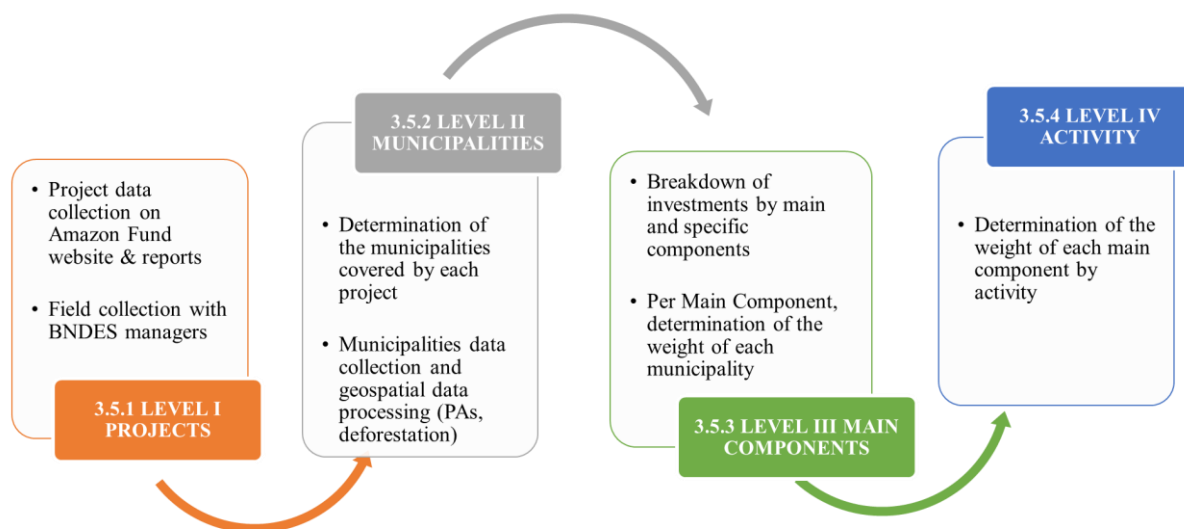 • Project data
collection on
Amazon Fund
website & reports
• Field collection with
BNDES managers
3.5.1 LEVEL I
PROJECTS
3.5.2 LEVEL II
MUNICIPALITIES
• Determination of
the municipalities
covered by each
project
• Municipalities data
collection and
geospatial data
processing (PAs,
deforestation)
• Breakdown of
investments by main
and specific
components
• Per Main Component,
determination of the
weight of each
municipality
3.5.3 LEVEL III MAIN
COMPONENTS
3.5.4 LEVEL IV
ACTIVITY
• Determination of the
weight of each main
component by
activity